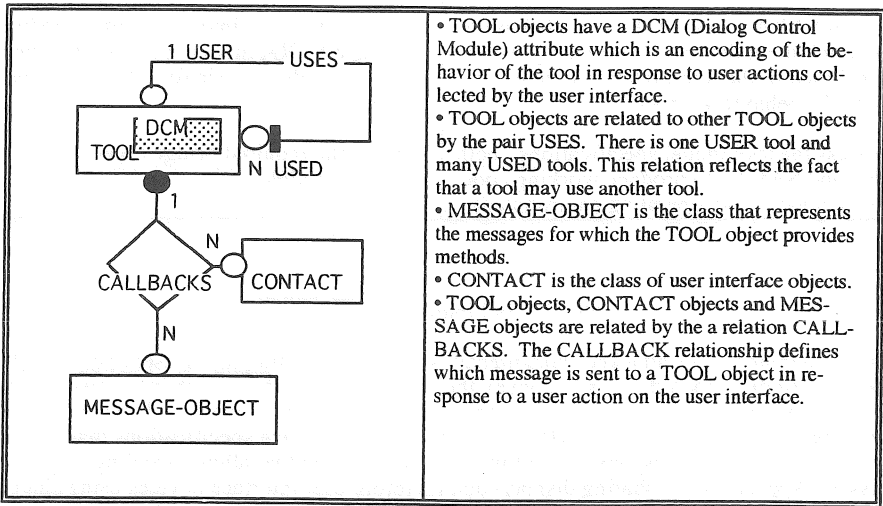 1 USER
USES
DCM
TOOL
N USED
1
N
CALLBACKS
CONTACT
N
MESSAGE-OBJECT
• TOOL objects have a DCM (Dialog Control
Module) attribute which is an encoding of the be-
havior of the tool in response to user actions col-
lected by the user interface.
• TOOL objects are related to other TOOL objects
by the pair USES. There is one USER tool and
many USED tools. This relation reflects the fact
that a tool may use another tool.
• MESSAGE-OBJECT is the class that represents
the messages for which the TOOL object provides
methods.
• CONTACT is the class of user interface objects.
• TOOL objects, CONTACT objects and MES-
SAGE objects are related by the a relation CALL-
BACKS. The CALLBACK relationship defines
which message is sent to a TOOL object in re-
sponse to a user action on the user interface.